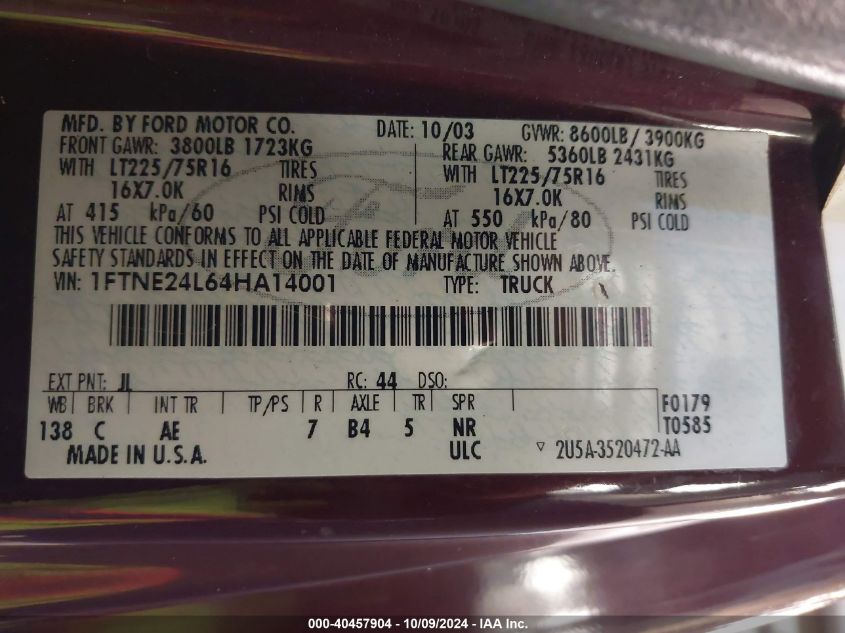 MFD. BY FORD MOTOR CO. DATE: 10/03 GVWR: 8600LB / 3900KG
FRONT GAWR: 3800LB 1723KG REAR GAWR: 5360LB 2431KG
WITH LT225/75R16 TIRES WITH LT225/75R16 TIRES
16X7.0K RIMS 16X7.0K RIMS
AT 415 kPa/60 PSI COLD AT 550 kPa/80 PSI COLD
THIS VEHICLE CONFORMS TO ALL APPLICABLE FEDERAL MOTOR VEHICLE
SAFETY STANDARDS IN EFFECT ON THE DATE OF MANUFACTURE SHOWN ABOVE.
VIN: 1FTNE24L64HA14001 TYPE: TRUCK
EXT PNT: JL RC: 44 DSO:
WB BRK INT TR TP/PS R AXLE TR SPR F0179
138 C AE 7 B4 5 NR T0585
MADE IN U.S.A. ULC ▽ 2U5A-3520472-AA
000-40457904 - 10/09/2024 - IAA Inc.